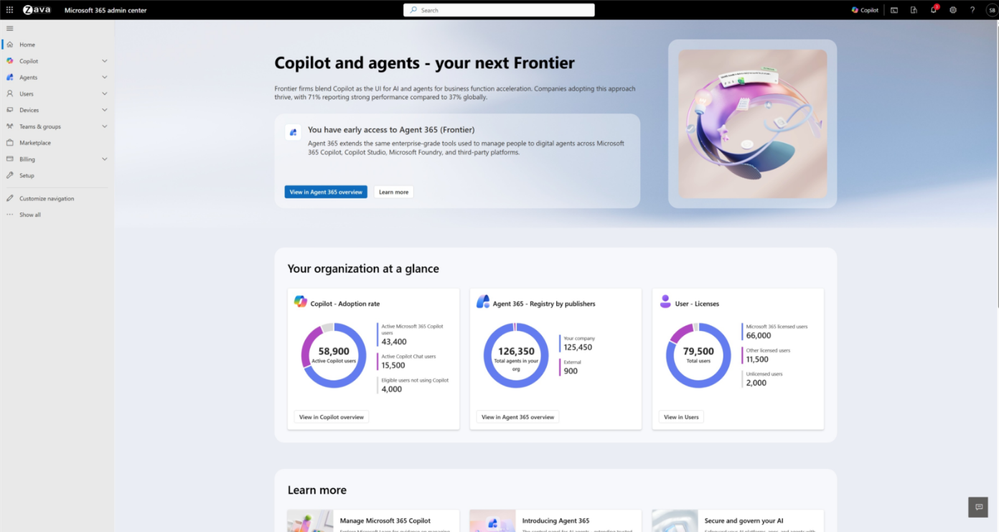 zava
Microsoft 365 admin center
Search
Copilot
?
SB
Home
Copilot
Agents
Users
Devices
Teams & groups
Marketplace
Billing
Setup
Customize navigation
Show all
Copilot and agents - your next Frontier
Frontier firms blend Copilot as the UI for AI and agents for business function acceleration. Companies adopting this approach
thrive, with 71% reporting strong performance compared to 37% globally.
You have early access to Agent 365 (Frontier)
Agent 365 extends the same enterprise-grade tools used to manage people to digital agents across Microsoft
365 Copilot, Copilot Studio, Microsoft Foundry, and third-party platforms.
View in Agent 365 overview
Learn more
Your organization at a glance
Copilot - Adoption rate
58,900
Active Copilot users
Active Microsoft 365 Copilot
users
43,400
Active Copilot Chat users
15,500
Eligible users not using Copilot
4,000
View in Copilot overview
Agent 365 - Registry by publishers
126,350
Total agents in your
org
Your company
125,450
External
900
View in Agent 365 overview
User - Licenses
79,500
Total users
Microsoft 365 licensed users
66,000
Other licensed users
11,500
Unlicensed users
2,000
View in Users
Learn more
Manage Microsoft 365 Copilot
Introducing Agent 365
Secure and govern your AI